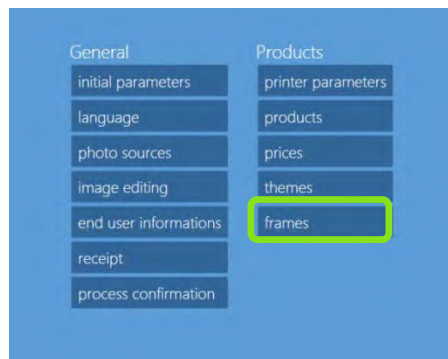 General
initial parameters
language
photo sources
image editing
end user informations
receipt
process confirmation
Products
printer parameters
products
prices
themes
frames